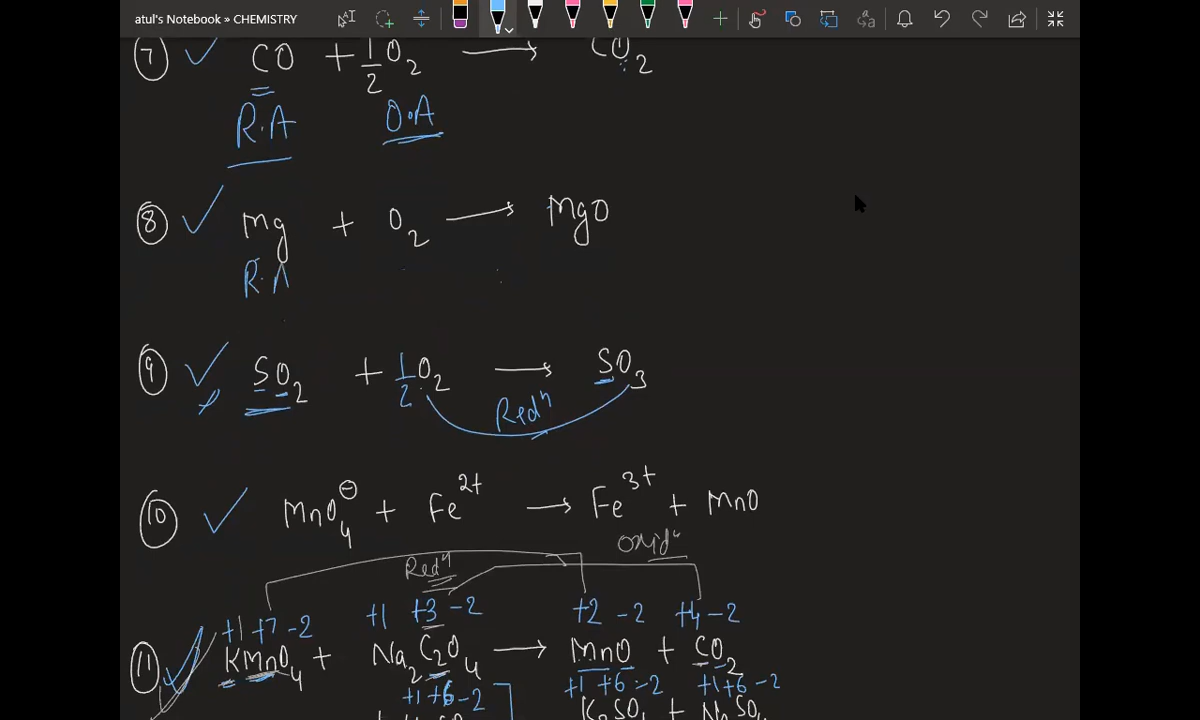 atul's Notebook » CHEMISTRY
7 CO + 1/2 O2 → CO2
R.A O.A
8 Mg + O2 → MgO
R.A
9 SO2 + 1/2 O2 → SO3
Redn
10 MnO4⊖ + Fe2+ → Fe3+ + MnO
Oxidn
Redn
+1 +7 -2 +1 +3 -2 +2 -2 +4 -2
11 KMnO4 + Na2C2O4 → MnO + CO2
+1 +6 -2 +1 +6 -2 +1 +6 -2
K2SO4 + Na2SO4